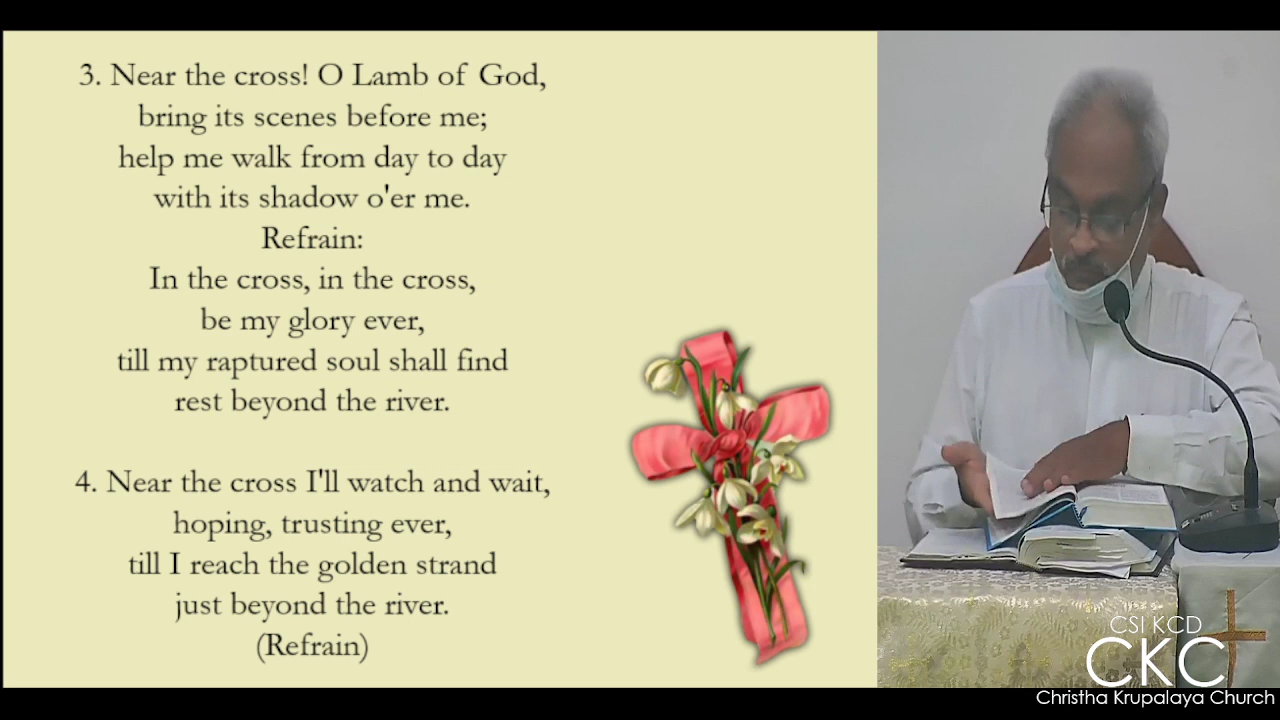 3. Near the cross! O Lamb of God,
bring its scenes before me;
help me walk from day to day
with its shadow o'er me.
Refrain:
In the cross, in the cross,
be my glory ever,
till my raptured soul shall find
rest beyond the river.
4. Near the cross I'll watch and wait,
hoping, trusting ever,
till I reach the golden strand
just beyond the river.
(Refrain)
CSI KCD
CKC
Christha Krupalaya Church